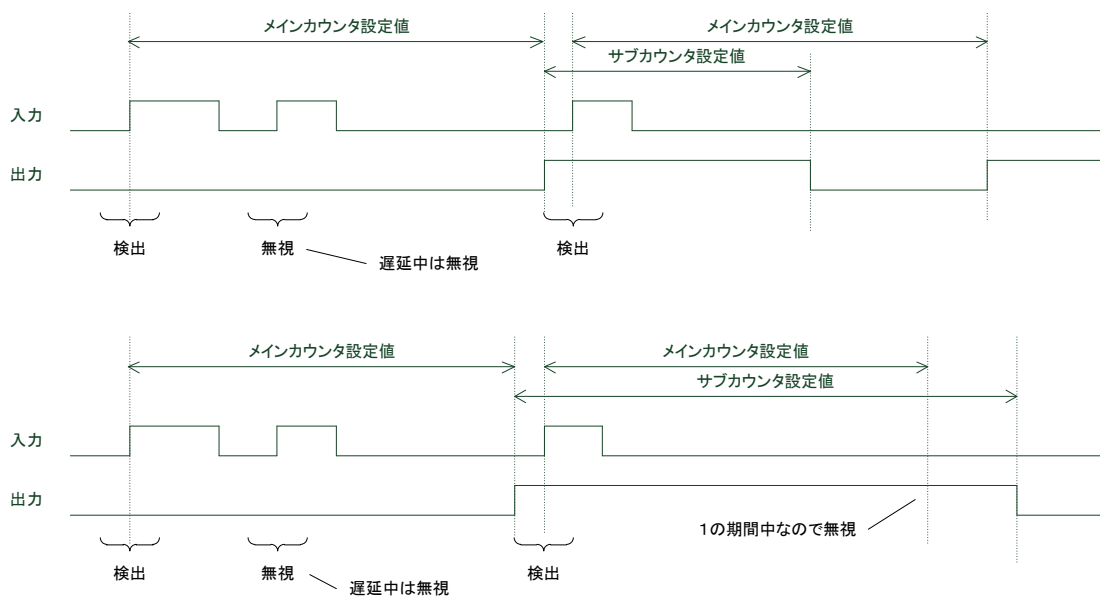 メインカウンタ設定値
メインカウンタ設定値
サブカウンタ設定値
入力
出力
検出
無視
検出
遅延中は無視
メインカウンタ設定値
メインカウンタ設定値
サブカウンタ設定値
入力
出力
1の期間中なので無視
検出
無視
検出
遅延中は無視